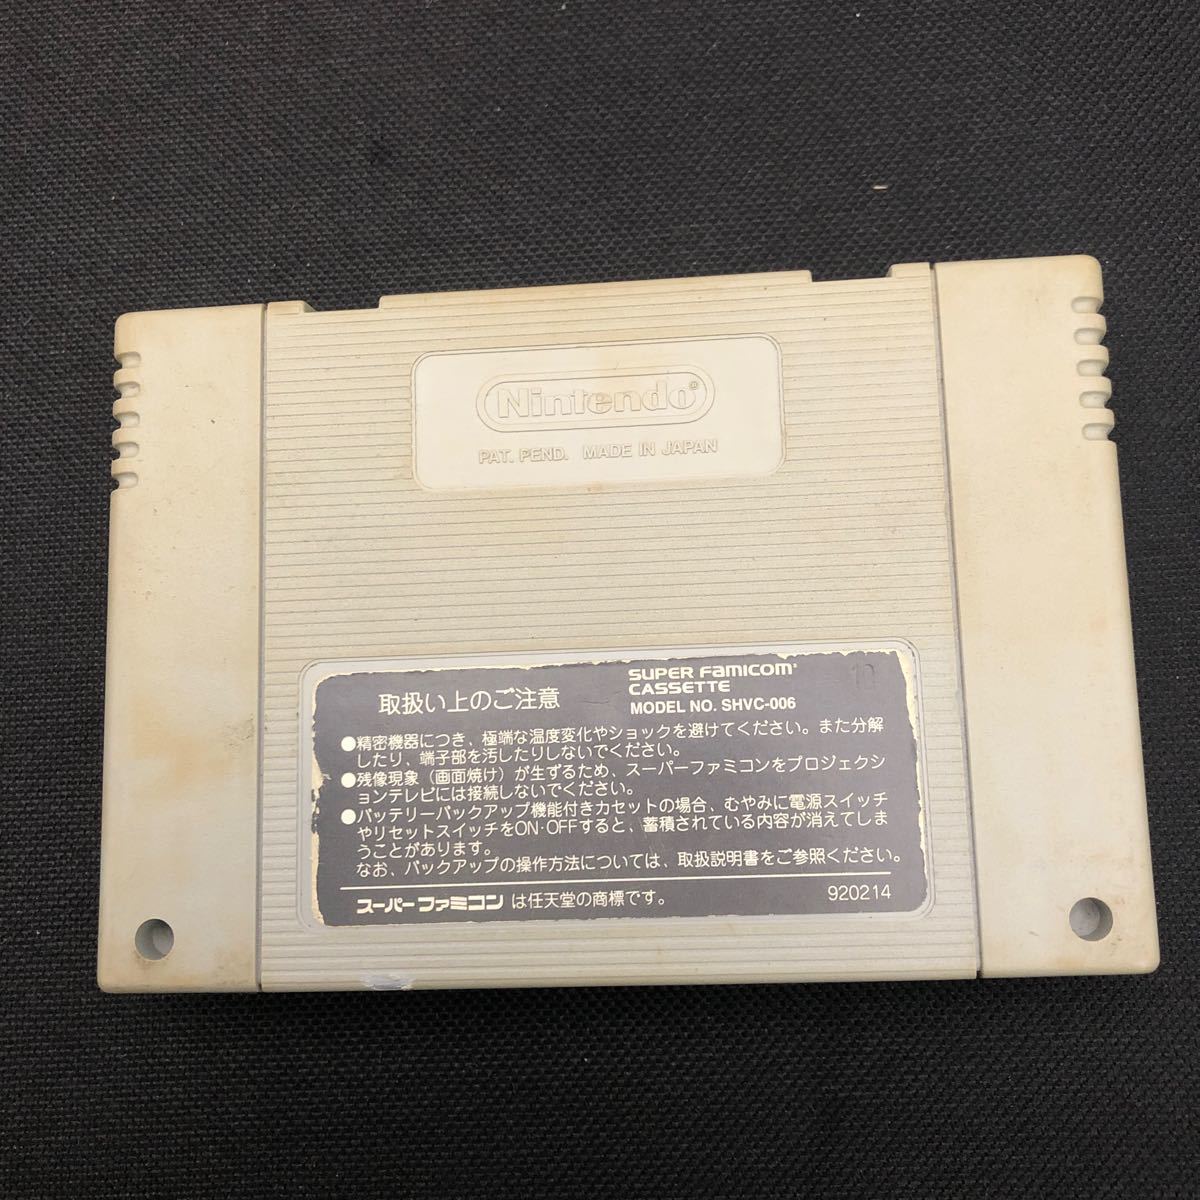 Nintendo®
PAT. PEND. MADE IN JAPAN
取扱い上のご注意
SUPER FAMICOM®
CASSETTE
MODEL NO. SHVC-006
10
●精密機器につき、極端な温度変化やショックを避けてください。また分解
したり、端子部を汚したりしないでください。
●残像現象（画面焼け）が生ずるため、スーパーファミコンをプロジェクシ
ョンテレビには接続しないでください。
●バッテリーバックアップ機能付きカセットの場合、むやみに電源スイッチ
やリセットスイッチをON・OFFすると、蓄積されている内容が消えてしま
うことがあります。
なお、バックアップの操作方法については、取扱説明書をご参照ください。
スーパーファミコンは任天堂の商標です。
920214